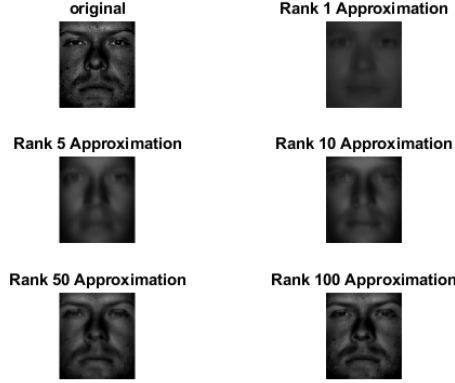 original
Rank 1 Approximation
Rank 5 Approximation
Rank 10 Approximation
Rank 50 Approximation
Rank 100 Approximation